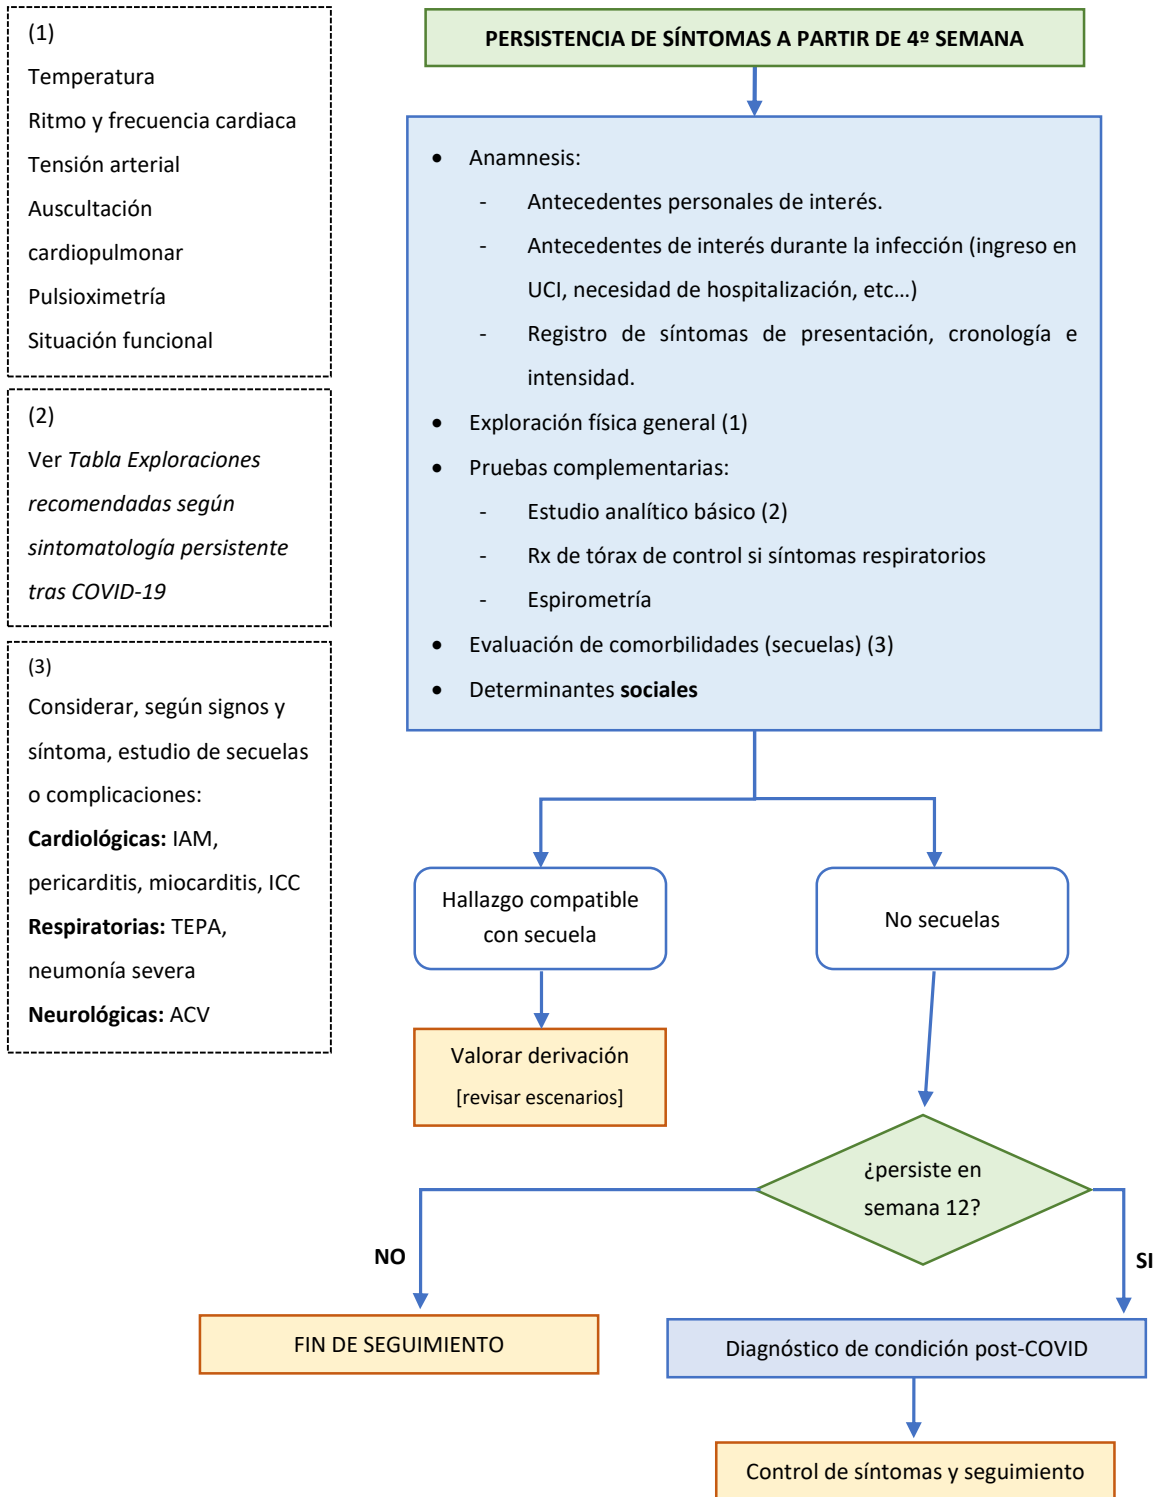 (1)
Temperatura
Ritmo y frecuencia cardiaca
Tensión arterial
Auscultación
cardiopulmonar
Pulsioximetría
Situación funcional
(2)
Ver Tabla Exploraciones
recomendadas según
sintomatología persistente
tras COVID-19
(3)
Considerar, según signos y
síntoma, estudio de secuelas
o complicaciones:
Cardiológicas: IAM,
pericarditis, miocarditis, ICC
Respiratorias: TEPA,
neumonía severa
Neurológicas: ACV
PERSISTENCIA DE SÍNTOMAS A PARTIR DE 4º SEMANA
• Anamnesis:
- Antecedentes personales de interés.
- Antecedentes de interés durante la infección (ingreso en
UCI, necesidad de hospitalización, etc…)
- Registro de síntomas de presentación, cronología e
intensidad.
• Exploración física general (1)
• Pruebas complementarias:
- Estudio analítico básico (2)
- Rx de tórax de control si síntomas respiratorios
- Espirometría
• Evaluación de comorbilidades (secuelas) (3)
• Determinantes sociales
Hallazgo compatible
con secuela
No secuelas
Valorar derivación
[revisar escenarios]
¿persiste en
semana 12?
NO
SI
FIN DE SEGUIMIENTO
Diagnóstico de condición post-COVID
Control de síntomas y seguimiento